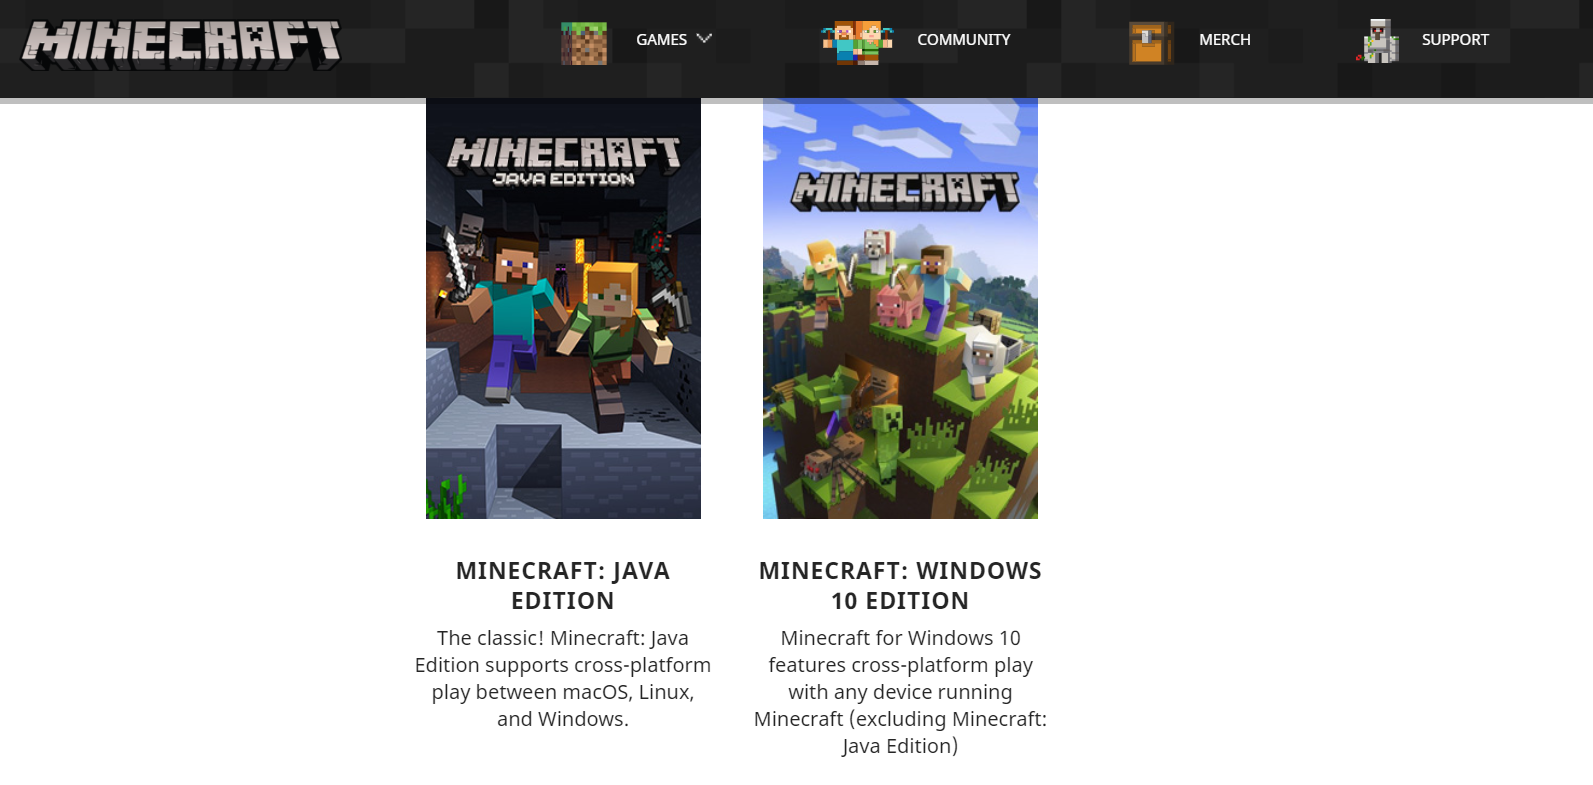 MINECRAFT
GAMES
COMMUNITY
MERCH
SUPPORT
MINECRAFT
JAVA EDITION
MINECRAFT
MINECRAFT: JAVA
EDITION
The classic! Minecraft: Java
Edition supports cross-platform
play between macOS, Linux,
and Windows.
MINECRAFT: WINDOWS
10 EDITION
Minecraft for Windows 10
features cross-platform play
with any device running
Minecraft (excluding Minecraft:
Java Edition)